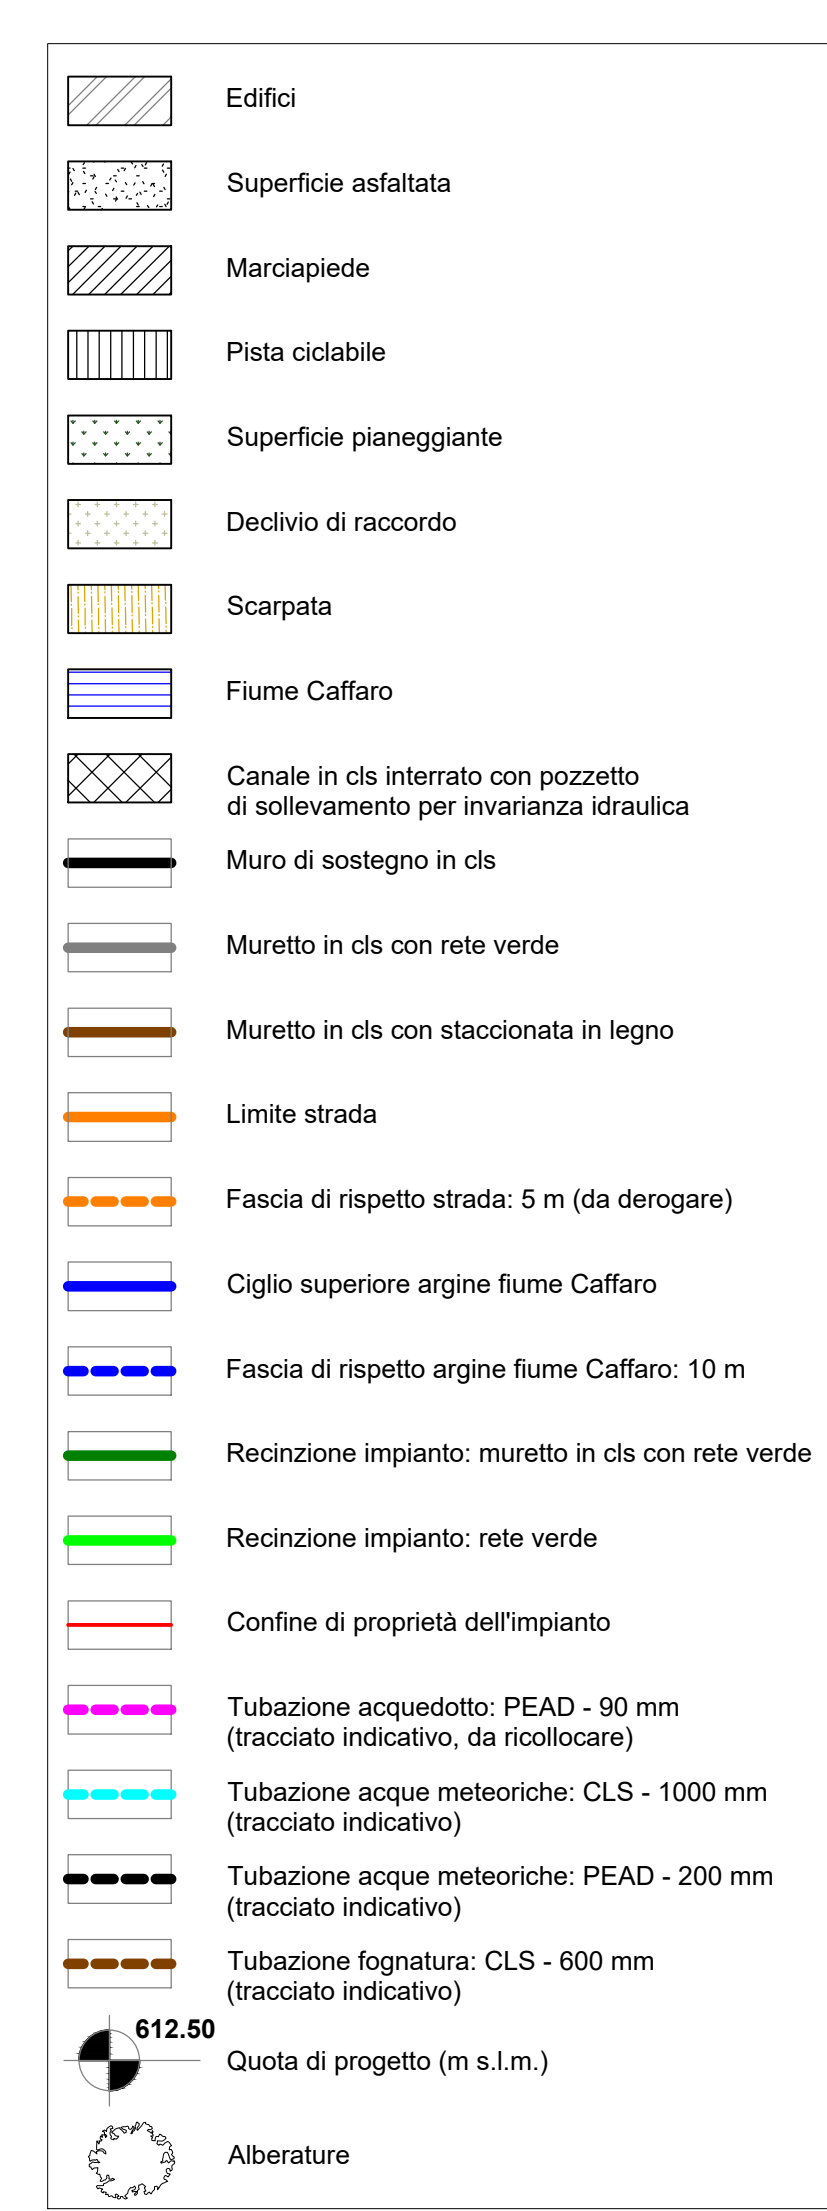 Edifici
Superficie asfaltata
Marciapiede
Pista ciclabile
Superficie pianeggiante
Declivio di raccordo
Scarpata
Fiume Caffaro
Canale in cls interrato con pozzetto
di sollevamento per invarianza idraulica
Muro di sostegno in cls
Muretto in cls con rete verde
Muretto in cls con staccionata in legno
Limite strada
Fascia di rispetto strada: 5 m (da derogare)
Ciglio superiore argine fiume Caffaro
Fascia di rispetto argine fiume Caffaro: 10 m
Recinzione impianto: muretto in cls con rete verde
Recinzione impianto: rete verde
Confine di proprietà dell'impianto
Tubazione acquedotto: PEAD - 90 mm
(tracciato indicativo, da ricollocare)
Tubazione acque meteoriche: CLS - 1000 mm
(tracciato indicativo)
Tubazione acque meteoriche: PEAD - 200 mm
(tracciato indicativo)
Tubazione fognatura: CLS - 600 mm
(tracciato indicativo)
612.50
Quota di progetto (m s.l.m.)
Alberature